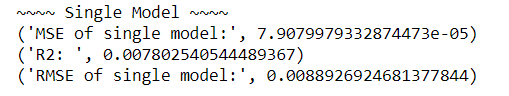 ~~~~ Single Model ~~~~
('MSE of single model:', 7.9079979332874473e-05)
('R2: ', 0.007802540544489367)
('RMSE of single model:', 0.0088926924681377844)